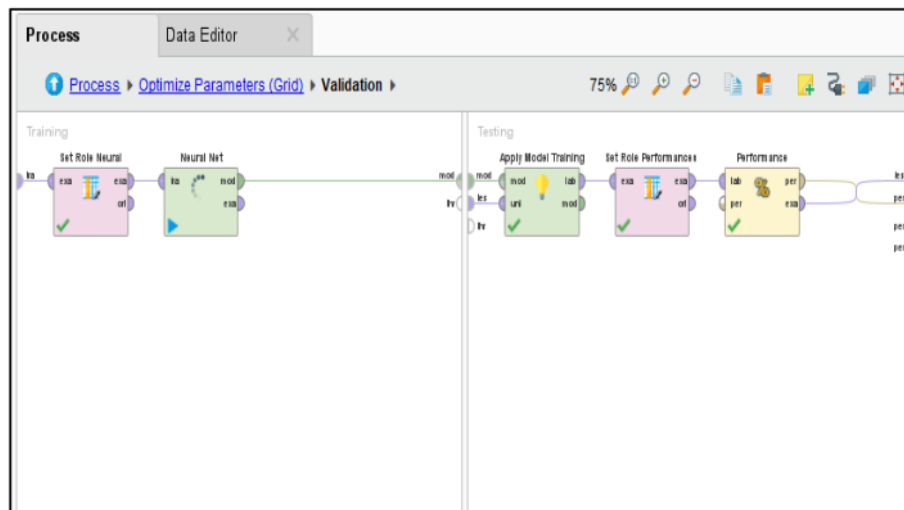 Process
Data Editor
Process Optimize Parameters (Grid) Validation
75%
Training
Testing
Set Role Neural
Neural Net
Apply Model Training
Set Role Performances
Performance
tra exa exa tra mod mod
ori exa thr
mod mod lab exa exa lab per tes
tes unl mod ori per exa per
thr per
per